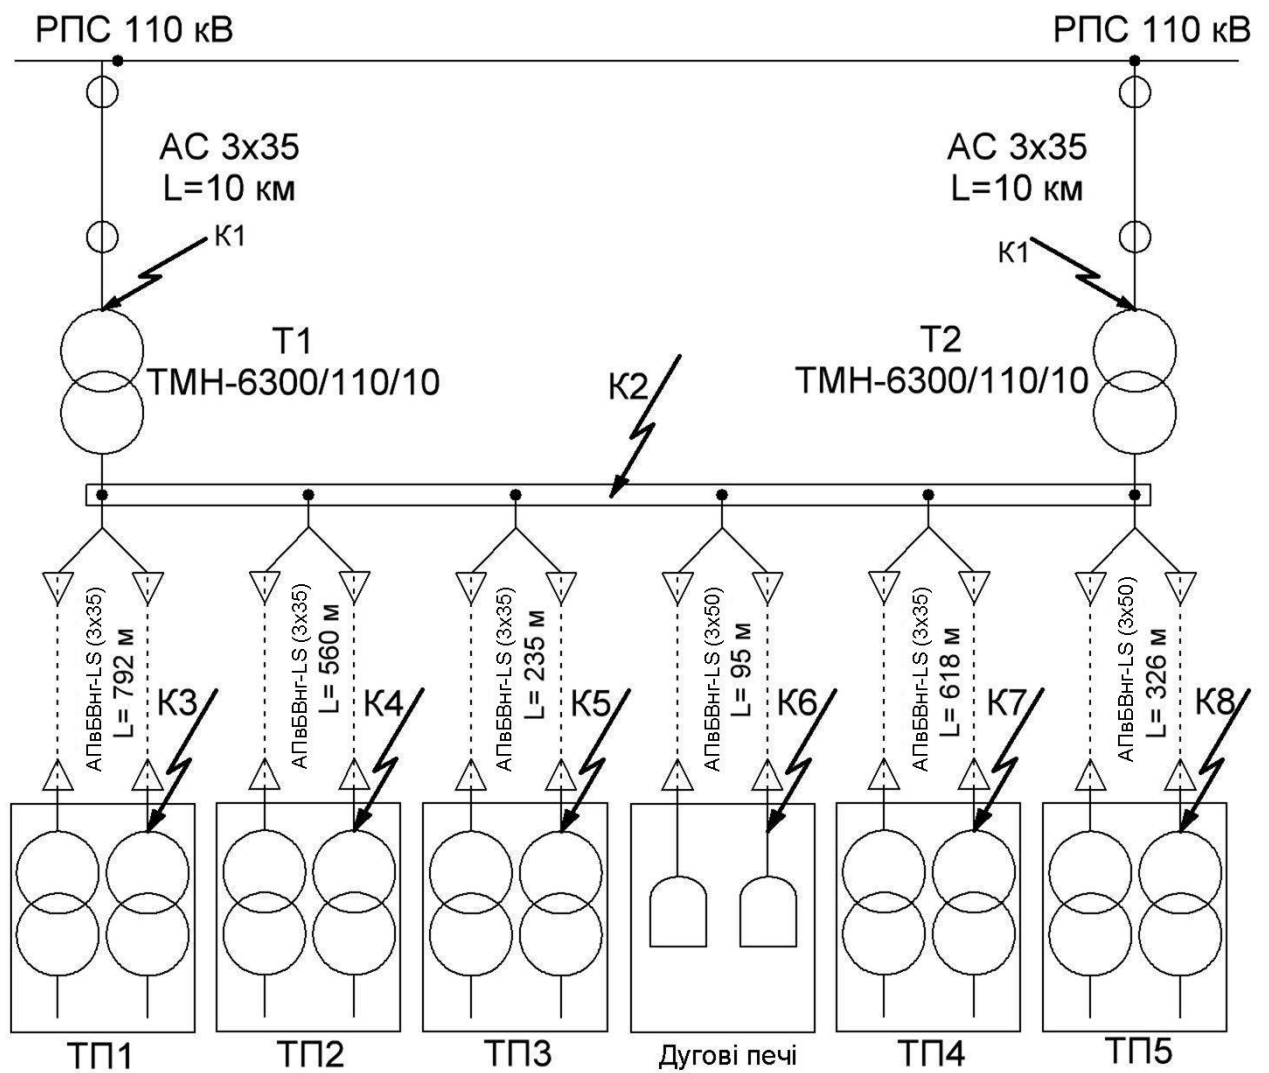 РПС 110 кВ
РПС 110 кВ
АС 3х35
L=10 км
АС 3х35
L=10 км
К1
К1
Т1
ТМН-6300/110/10
Т2
ТМН-6300/110/10
К2
АПвБВнг-LS (3х35)
L= 792 м
К3
АПвБВнг-LS (3х35)
L= 560 м
К4
АПвБВнг-LS (3х35)
L= 235 м
К5
АПвБВнг-LS (3х50)
L= 95 м
К6
АПвБВнг-LS (3х35)
L= 618 м
К7
АПвБВнг-LS (3х50)
L= 326 м
К8
ТП1
ТП2
ТП3
Дугові печі
ТП4
ТП5